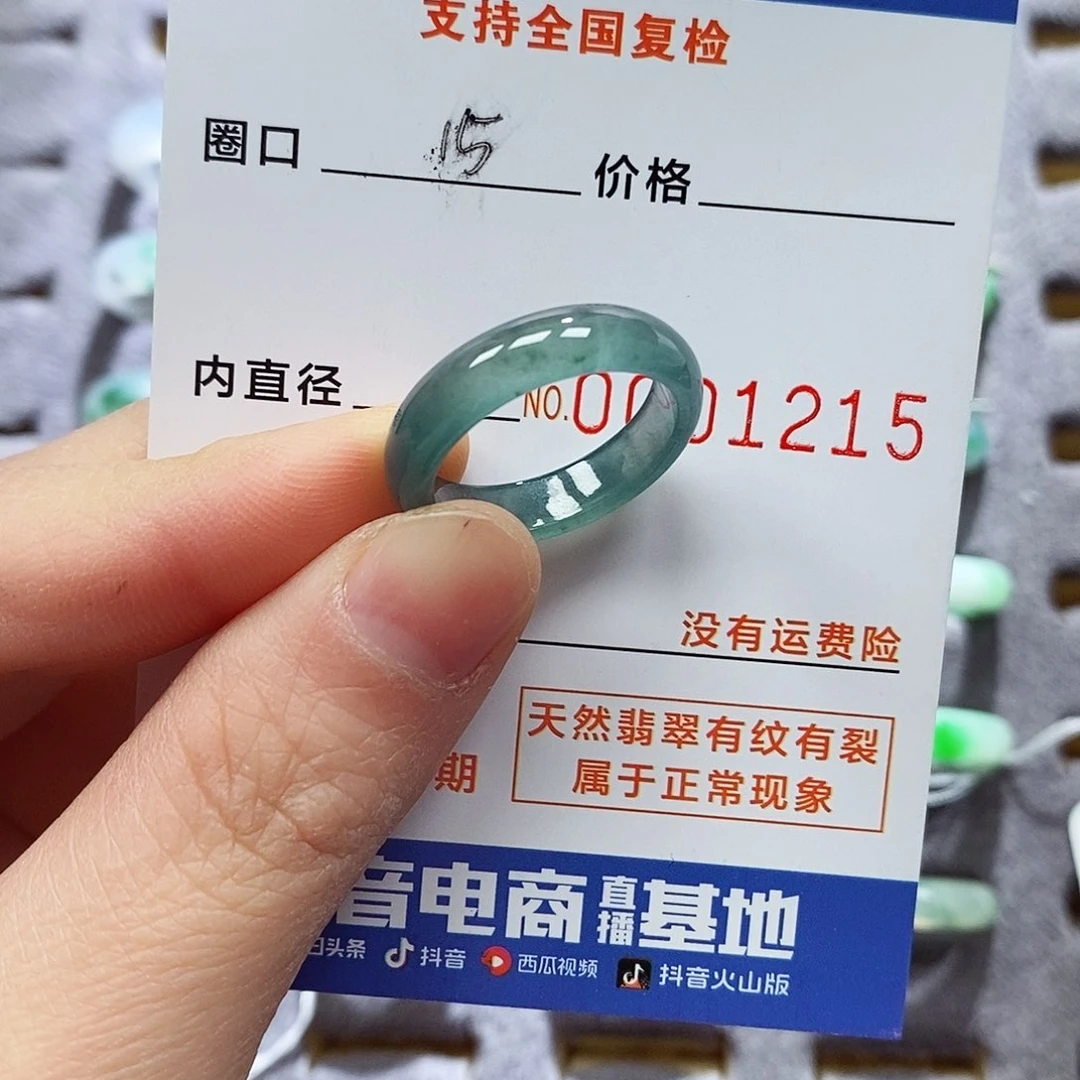 支持全国复检
圈口 15 价格
内直径 NO.0001215
没有运费险
天然翡翠有纹有裂
属于正常现象
期
音电商直播基地
头条 抖音 西瓜视频 抖音火山版